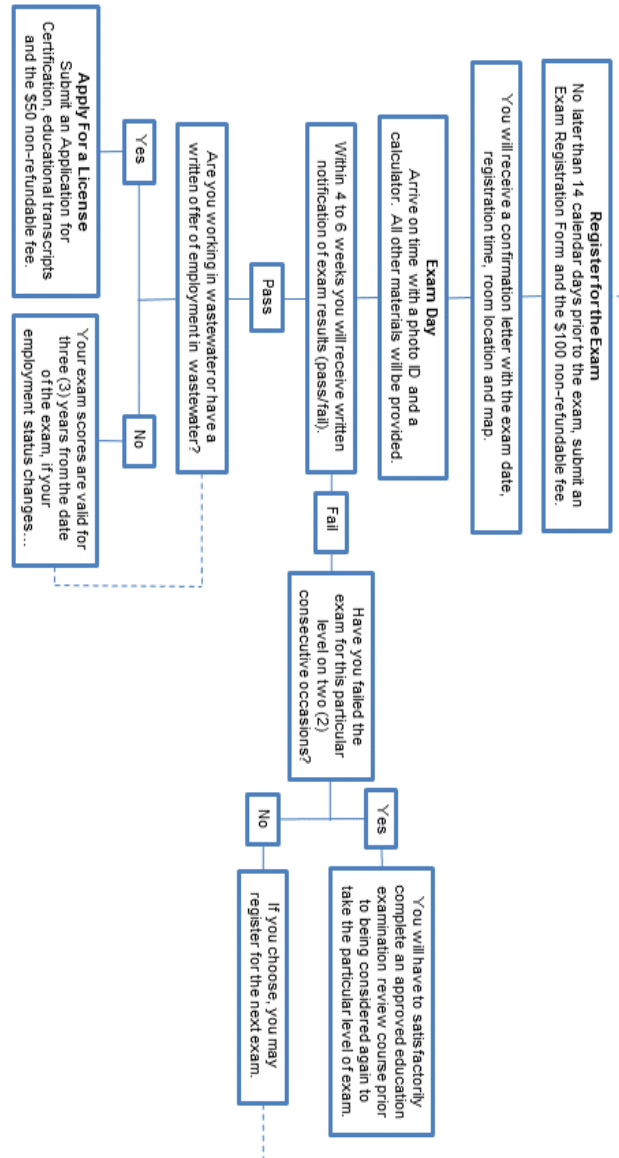 Register for the Exam
No later than 14 calendar days prior to the exam, submit an
Exam Registration Form and the $100 non-refundable fee.
You will receive a confirmation letter with the exam date,
registration time, room location and map.
Exam Day
Arrive on time with a photo ID and a
calculator. All other materials will be provided.
Within 4 to 6 weeks you will receive written
notification of exam results (pass/fail).
Pass
Fail
Are you working in wastewater or have a
written offer of employment in wastewater?
Yes
No
Apply For a License
Submit an Application for
Certification, educational transcripts
and the $50 non-refundable fee.
Your exam scores are valid for
three (3) years from the date
of the exam, if your
employment status changes...
Have you failed the
exam for this particular
level on two (2)
consecutive occasions?
Yes
No
You will have to satisfactorily
complete an approved education
examination review course prior
to being considered again to
take the particular level of exam.
If you choose, you may
register for the next exam.